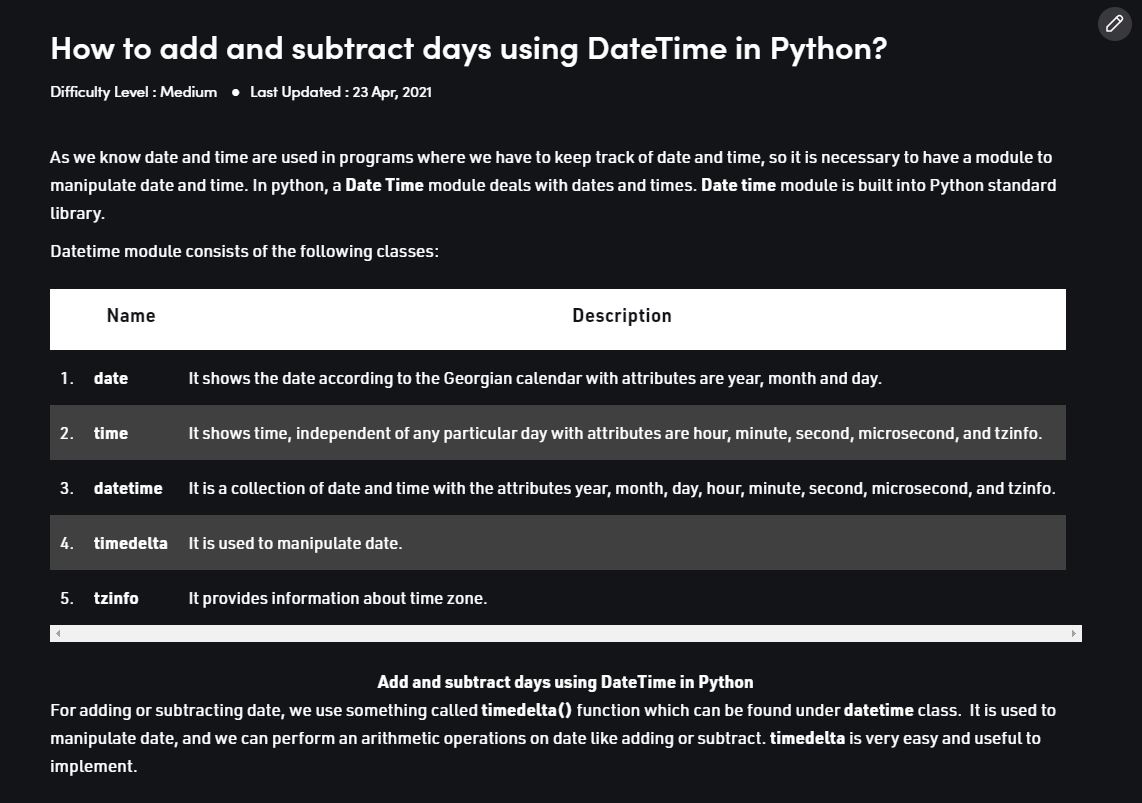 How to add and subtract days using DateTime in Python?
Difficulty Level : Medium ● Last Updated : 23 Apr, 2021
As we know date and time are used in programs where we have to keep track of date and time, so it is necessary to have a module to
manipulate date and time. In python, a Date Time module deals with dates and times. Date time module is built into Python standard
library.
Datetime module consists of the following classes:
Name Description
1. date It shows the date according to the Georgian calendar with attributes are year, month and day.
2. time It shows time, independent of any particular day with attributes are hour, minute, second, microsecond, and tzinfo.
3. datetime It is a collection of date and time with the attributes year, month, day, hour, minute, second, microsecond, and tzinfo.
4. timedelta It is used to manipulate date.
5. tzinfo It provides information about time zone.
Add and subtract days using DateTime in Python
For adding or subtracting date, we use something called timedelta() function which can be found under datetime class. It is used to
manipulate date, and we can perform an arithmetic operations on date like adding or subtract. timedelta is very easy and useful to
implement.